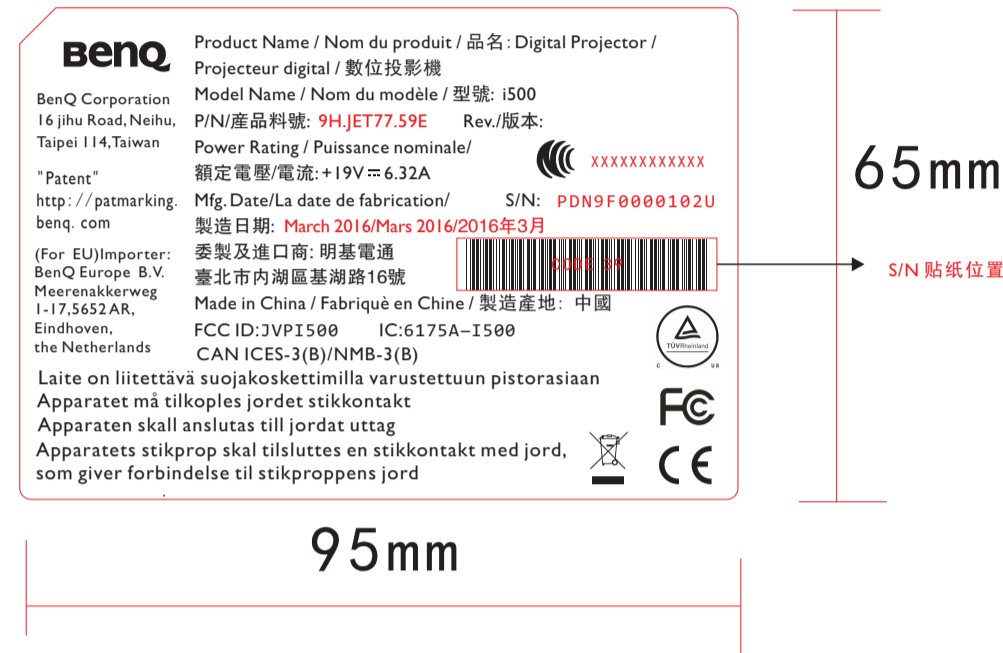 BenQ
BenQ Corporation
16 jihu Road, Neihu,
Taipei 114,Taiwan
"Patent"
http://patmarking.
benq. com
(For EU)Importer:
BenQ Europe B.V.
Meerenakkerweg
1-17,5652 AR,
Eindhoven,
the Netherlands
Product Name / Nom du produit / 品名: Digital Projector /
Projecteur digital / 數位投影機
Model Name / Nom du modèle / 型號: i500
P/N/産品料號: 9H.JET77.59E Rev./版本:
Power Rating / Puissance nominale/
額定電壓/電流:+19V⎓6.32A
XXXXXXXXXXXX
Mfg. Date/La date de fabrication/ S/N: PDN9F0000102U
製造日期: March 2016/Mars 2016/2016年3月
委製及進口商: 明基電通
臺北市内湖區基湖路16號
CODE 39
Made in China / Fabriquè en Chine / 製造產地: 中國
FCC ID:JVPI500 IC:6175A-I500
CAN ICES-3(B)/NMB-3(B)
TÜVRheinland
C US
Laite on liitettävä suojakoskettimilla varustettuun pistorasiaan
Apparatet må tilkoples jordet stikkontakt
Apparaten skall anslutas till jordat uttag
Apparatets stikprop skal tilsluttes en stikkontakt med jord,
som giver forbindelse til stikproppens jord
FC
CE
65mm
S/N 贴纸位置
95mm